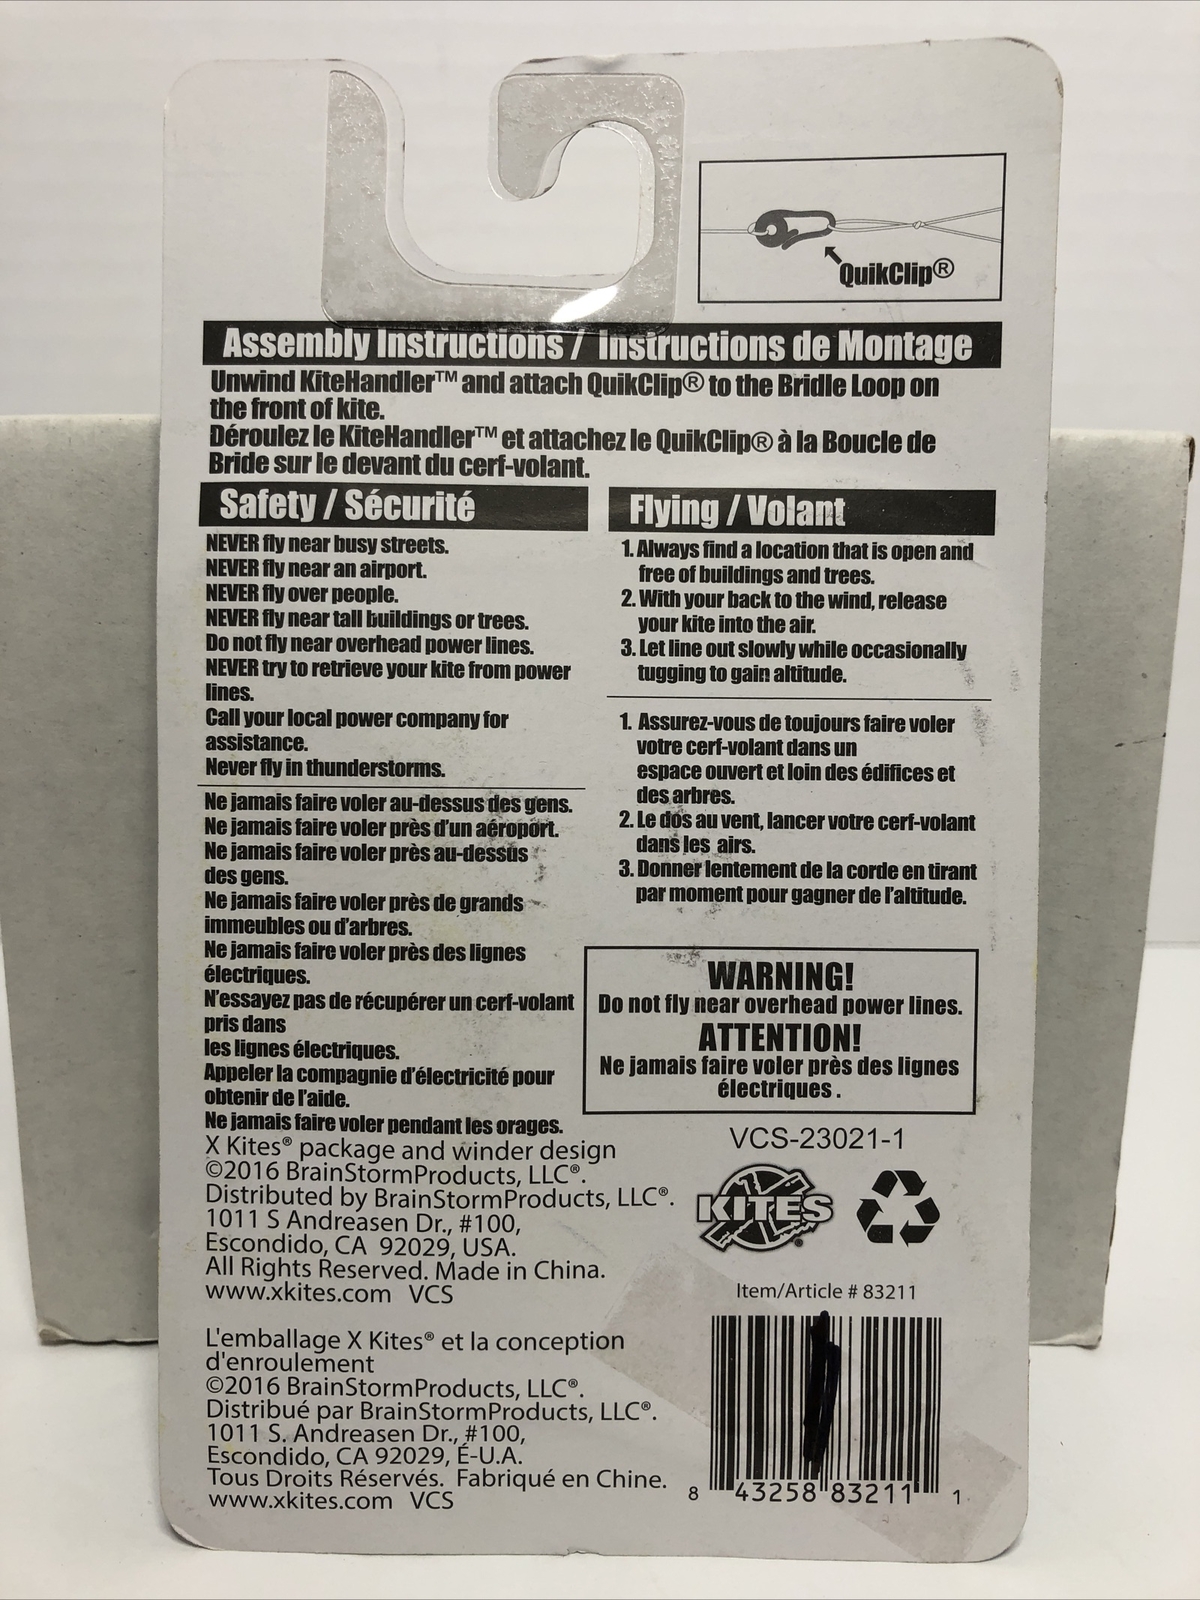 QuikClip®
Assembly Instructions / Instructions de Montage
Unwind KiteHandler™ and attach QuikClip® to the Bridle Loop on
the front of kite.
Déroulez le KiteHandler™ et attachez le QuikClip® à la Boucle de
Bride sur le devant du cerf-volant.
Safety / Sécurité
NEVER fly near busy streets.
NEVER fly near an airport.
NEVER fly over people.
NEVER fly near tall buildings or trees.
Do not fly near overhead power lines.
NEVER try to retrieve your kite from power
lines.
Call your local power company for
assistance.
Never fly in thunderstorms.
Ne jamais faire voler au-dessus des gens.
Ne jamais faire voler près d'un aéroport.
Ne jamais faire voler près au-dessus
des gens.
Ne jamais faire voler près de grands
immeubles ou d'arbres.
Ne jamais faire voler près des lignes
électriques.
N'essayez pas de récupérer un cerf-volant
pris dans
les lignes électriques.
Appeler la compagnie d'électricité pour
obtenir de l'aide.
Ne jamais faire voler pendant les orages.
Flying / Volant
1. Always find a location that is open and
free of buildings and trees.
2. With your back to the wind, release
your kite into the air.
3. Let line out slowly while occasionally
tugging to gain altitude.
1. Assurez-vous de toujours faire voler
votre cerf-volant dans un
espace ouvert et loin des édifices et
des arbres.
2. Le dos au vent, lancer votre cerf-volant
dans les airs.
3. Donner lentement de la corde en tirant
par moment pour gagner de l'altitude.
WARNING!
Do not fly near overhead power lines.
ATTENTION!
Ne jamais faire voler près des lignes
électriques .
X Kites® package and winder design
©2016 BrainStormProducts, LLC®.
Distributed by BrainStormProducts, LLC®.
1011 S Andreasen Dr., #100,
Escondido, CA 92029, USA.
All Rights Reserved. Made in China.
www.xkites.com VCS
L'emballage X Kites® et la conception
d'enroulement
©2016 BrainStormProducts, LLC®.
Distribué par BrainStormProducts, LLC®.
1011 S. Andreasen Dr., #100,
Escondido, CA 92029, É-U.A.
Tous Droits Réservés. Fabriqué en Chine.
www.xkites.com VCS
VCS-23021-1
X KITES®
Item/Article # 83211
8 43258 83211 1